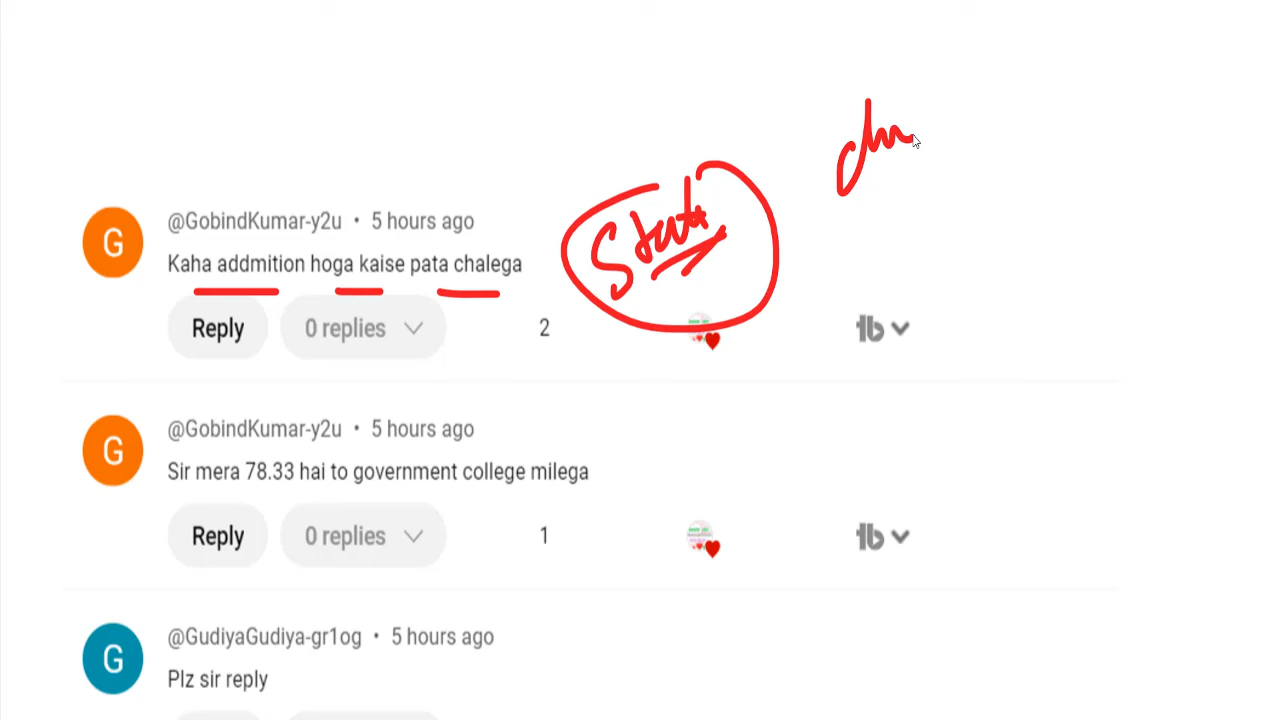 G @GobindKumar-y2u • 5 hours ago
Kaha addmition hoga kaise pata chalega
Reply 0 replies 2
G @GobindKumar-y2u • 5 hours ago
Sir mera 78.33 hai to government college milega
Reply 0 replies 1
G @GudiyaGudiya-gr1og • 5 hours ago
Plz sir reply